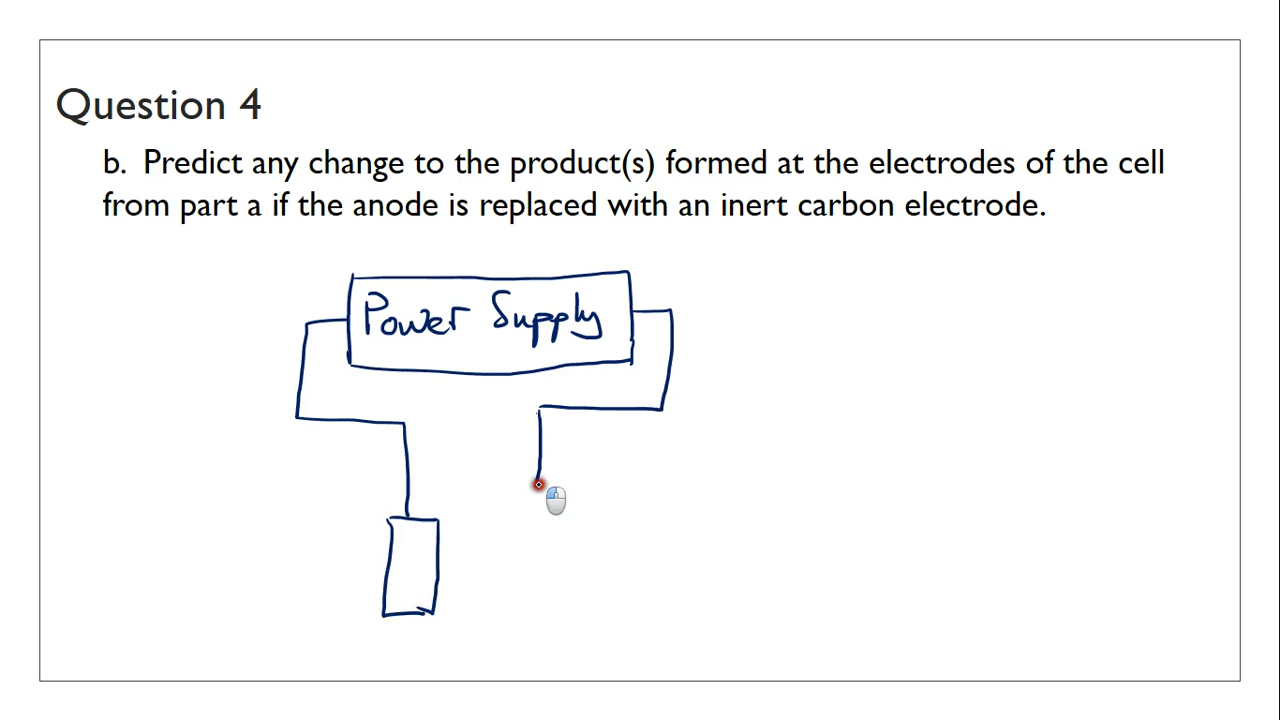 Question 4
b. Predict any change to the product(s) formed at the electrodes of the cell
from part a if the anode is replaced with an inert carbon electrode.
Power Supply